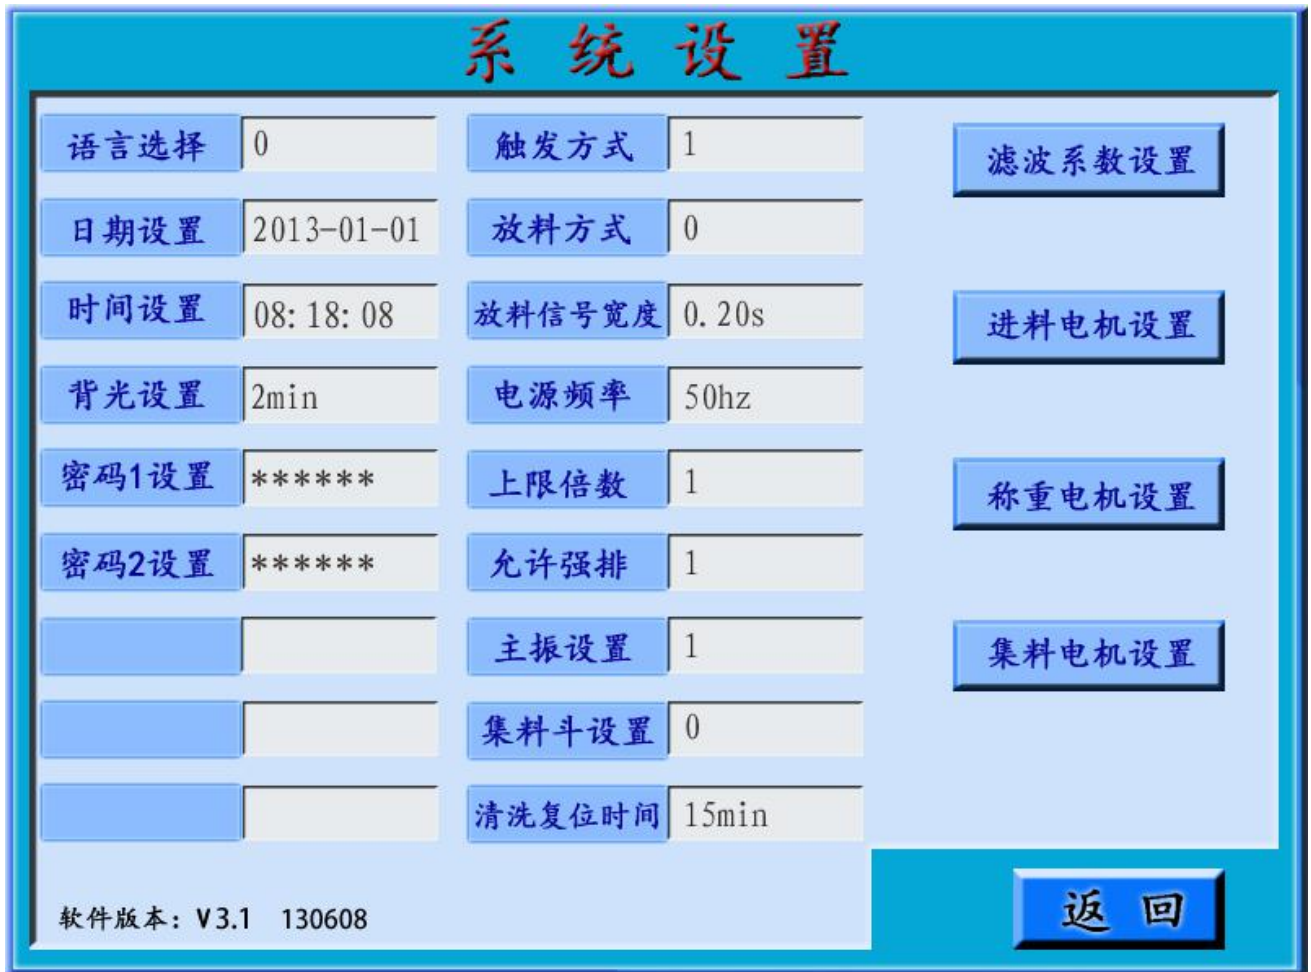 系统设置
语言选择 0 触发方式 1 滤波系数设置
日期设置 2013-01-01 放料方式 0
时间设置 08:18:08 放料信号宽度 0.20s 进料电机设置
背光设置 2min 电源频率 50hz
密码1设置 ****** 上限倍数 1 称重电机设置
密码2设置 ****** 允许强排 1
主振设置 1 集料电机设置
集料斗设置 0
清洗复位时间 15min
软件版本：V3.1 130608 返回